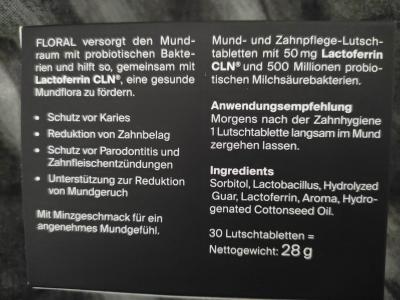 FLORAL versorgt den Mund-
raum mit probiotischen Bakte-
rien und hilft so, gemeinsam mit
Lactoferrin CLN®, eine gesunde
Mundflora zu fördern.
• Schutz vor Karies
• Reduktion von Zahnbelag
• Schutz vor Parodontitis und
Zahnfleischentzündungen
• Unterstützung zur Reduktion
von Mundgeruch
Mit Minzgeschmack für ein
angenehmes Mundgefühl.
Mund- und Zahnpflege-Lutsch-
tabletten mit 50 mg Lactoferrin
CLN® und 500 Millionen probio-
tischen Milchsäurebakterien.
Anwendungsempfehlung
Morgens nach der Zahnhygiene
1 Lutschtablette langsam im Mund
zergehen lassen.
Ingredients
Sorbitol, Lactobacillus, Hydrolyzed
Guar, Lactoferrin, Aroma, Hydro-
genated Cottonseed Oil.
30 Lutschtabletten =
Nettogewicht: 28 g